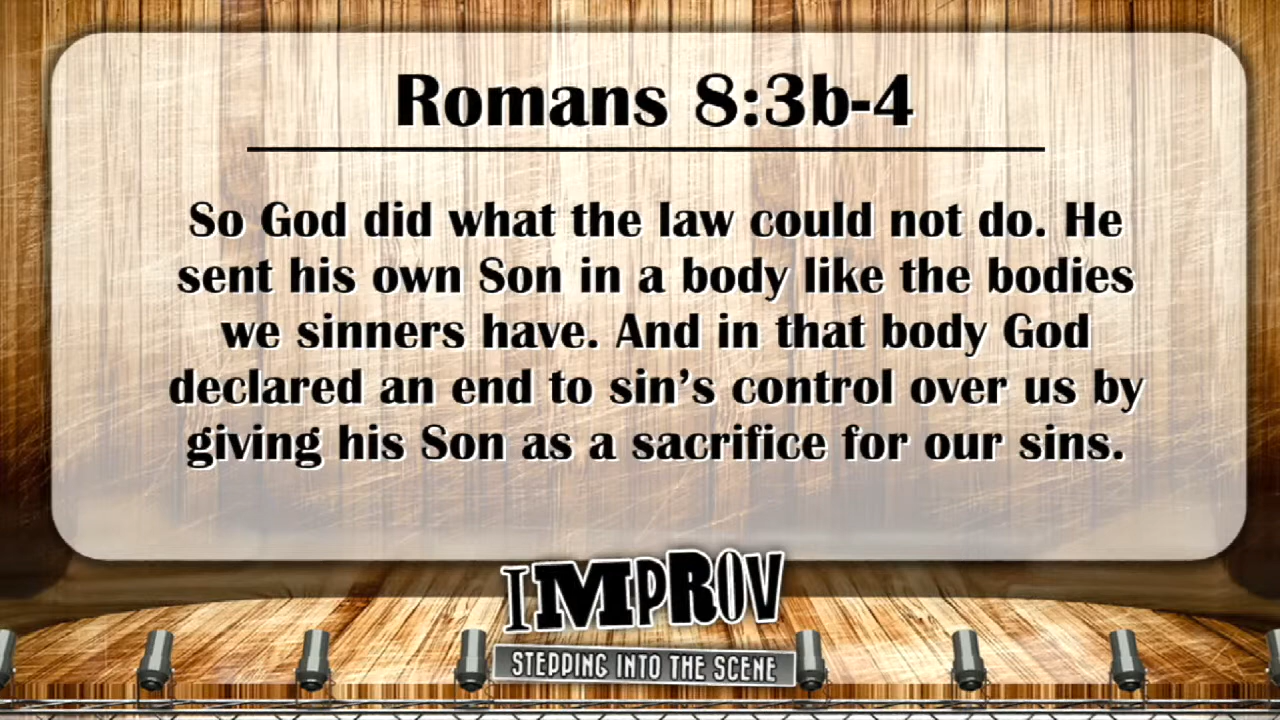 Romans 8:3b-4
So God did what the law could not do. He
sent his own Son in a body like the bodies
we sinners have. And in that body God
declared an end to sin’s control over us by
giving his Son as a sacrifice for our sins.
IMPROV
STEPPING INTO THE SCENE